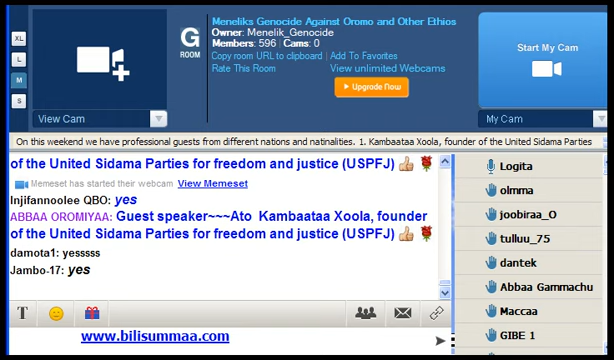 XL
L
M
S
View Cam
G
ROOM
Meneliks Genocide Against Oromo and Other Ethios
Owner: Menelik_Genocide
Members: 596 | Cams: 0
Copy room URL to clipboard | Add To Favorites
Rate This Room View unlimited Webcams
Upgrade Now
Start My Cam
My Cam
On this weekend we have professional guests from different nations and natinalities. 1. Kambaataa Xoola, founder of the United Sidama Parties
of the United Sidama Parties for freedom and justice (USPFJ)
Memeset has started their webcam View Memeset
Injifannoolee QBO: yes
ABBAA OROMIYAA: Guest speaker~~~Ato Kambaataa Xoola, founder
of the United Sidama Parties for freedom and justice (USPFJ)
damota1: yesssss
Jambo-17: yes
T
www.bilisummaa.com
Logita
olmma
joobiraa_O
tulluu_75
dantek
Abbaa Gammachu
Maccaa
GIBE 1